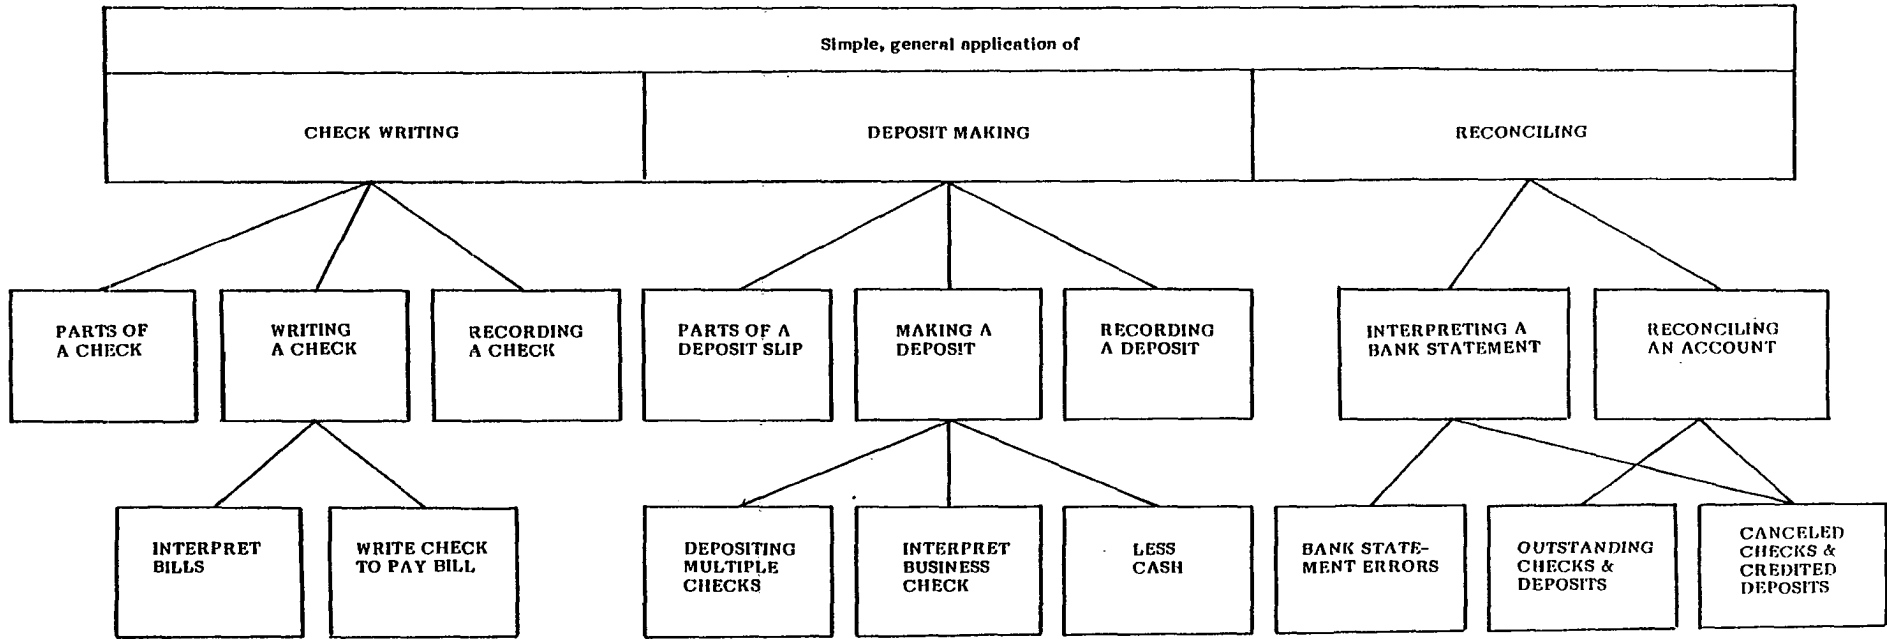 Simple, general application of
CHECK WRITING
DEPOSIT MAKING
RECONCILING
PARTS OF
A CHECK
WRITING
A CHECK
RECORDING
A CHECK
PARTS OF A
DEPOSIT SLIP
MAKING A
DEPOSIT
RECORDING
A DEPOSIT
INTERPRETING A
BANK STATEMENT
RECONCILING
AN ACCOUNT
INTERPRET
BILLS
WRITE CHECK
TO PAY BILL
DEPOSITING
MULTIPLE
CHECKS
INTERPRET
BUSINESS
CHECK
LESS
CASH
BANK STATE-
MENT ERRORS
OUTSTANDING
CHECKS &
DEPOSITS
CANCELED
CHECKS &
CREDITED
DEPOSITS